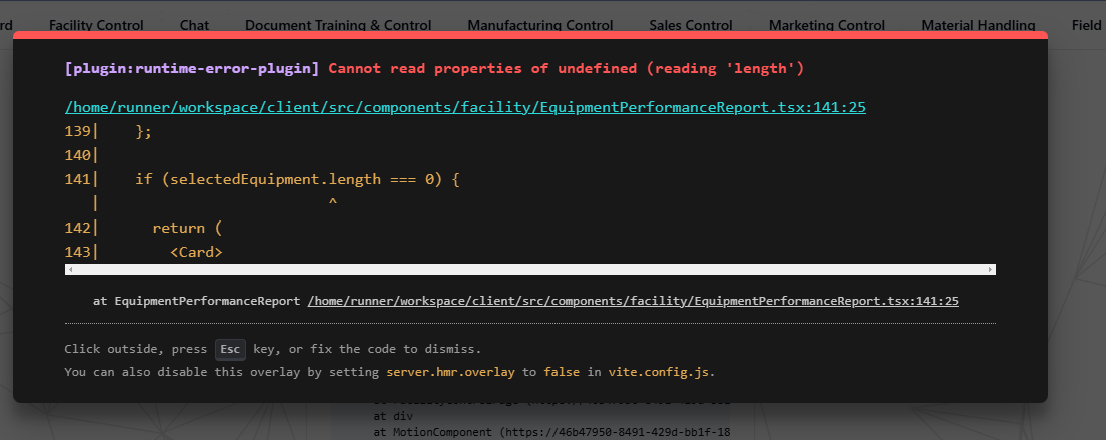 rd Facility Control Chat Document Training & Control Manufacturing Control Sales Control Marketing Control Material Handling Field
[plugin:runtime-error-plugin] Cannot read properties of undefined (reading 'length')
/home/runner/workspace/client/src/components/facility/EquipmentPerformanceReport.tsx:141:25
139|    };
140|
141|    if (selectedEquipment.length === 0) {
   |                          ^
142|      return (
143|        <Card>
at EquipmentPerformanceReport /home/runner/workspace/client/src/components/facility/EquipmentPerformanceReport.tsx:141:25
Click outside, press Esc key, or fix the code to dismiss.
You can also disable this overlay by setting server.hmr.overlay to false in vite.config.js.
at div
at MotionComponent (https://46b47950-8491-429d-bb1f-18